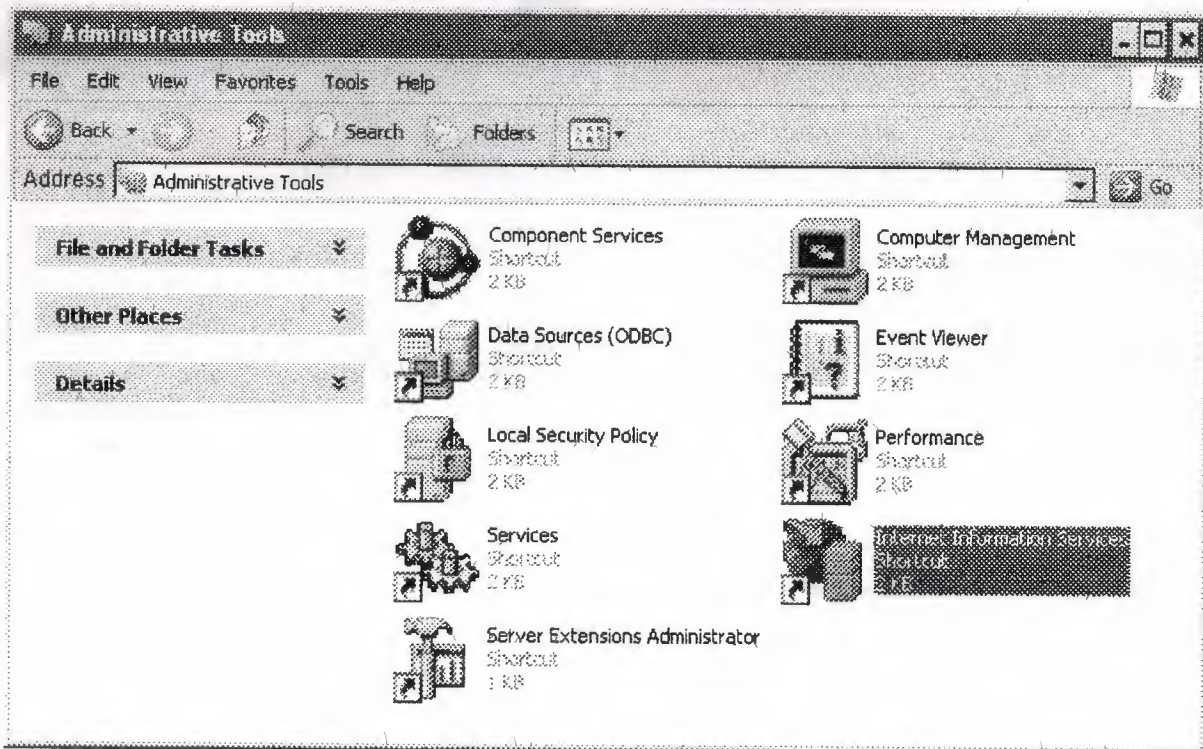 Administrative Tools
File Edit View Favorites Tools Help
Back Search Folders
Address Administrative Tools Go
File and Folder Tasks
Other Places
Details
Component Services
Shortcut
2 KB
Computer Management
Shortcut
2 KB
Data Sources (ODBC)
Shortcut
2 KB
Event Viewer
Shortcut
2 KB
Local Security Policy
Shortcut
2 KB
Performance
Shortcut
2 KB
Services
Shortcut
2 KB
Internet Information Services
Shortcut
2 KB
Server Extensions Administrator
Shortcut
1 KB